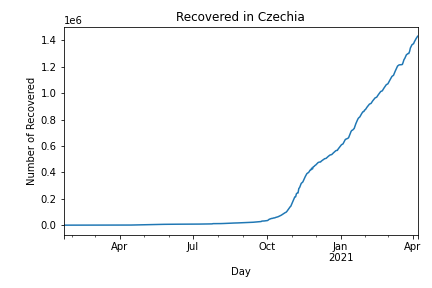 Recovered in Czechia
1e6
Number of Recovered
1.4
1.2
1.0
0.8
0.6
0.4
0.2
0.0
Apr
Jul
Oct
Jan
2021
Apr
Day